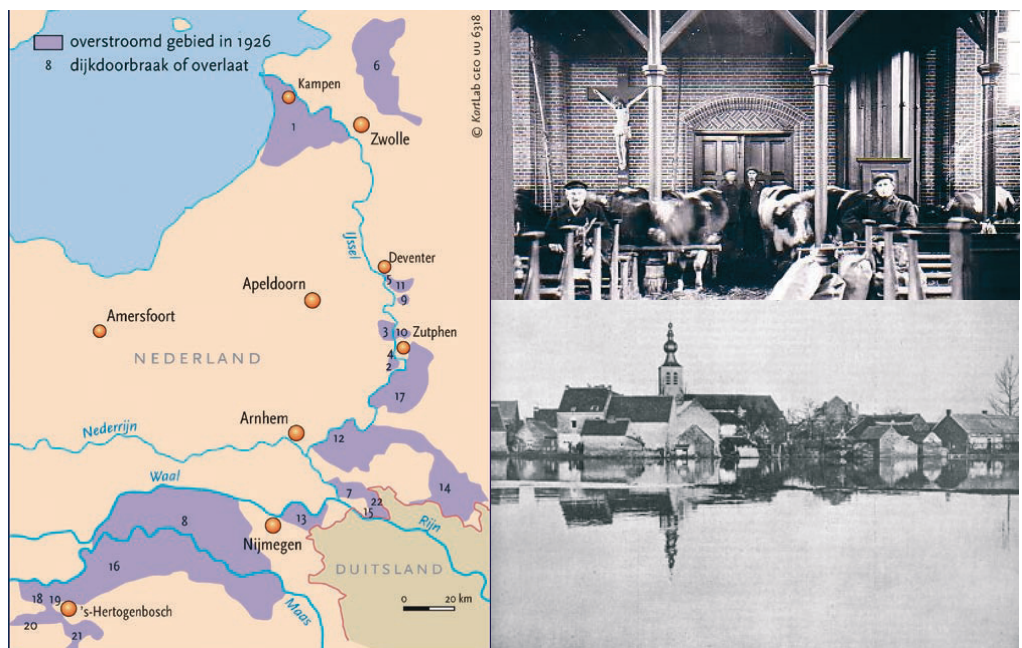 overstroomd gebied in 1926
8 dijkdoorbraak of overlaat
© KartLab GEO UU 6318
6
Kampen
1
Zwolle
IJssel
Deventer
5
11
9
Apeldoorn
Amersfoort
3
10
Zutphen
NEDERLAND
4
2
17
Arnhem
Nederrijn
12
Waal
7
14
22
15
13
8
Rijn
Nijmegen
16
DUITSLAND
18
19
's-Hertogenbosch
Maas
0 20 km
20
21